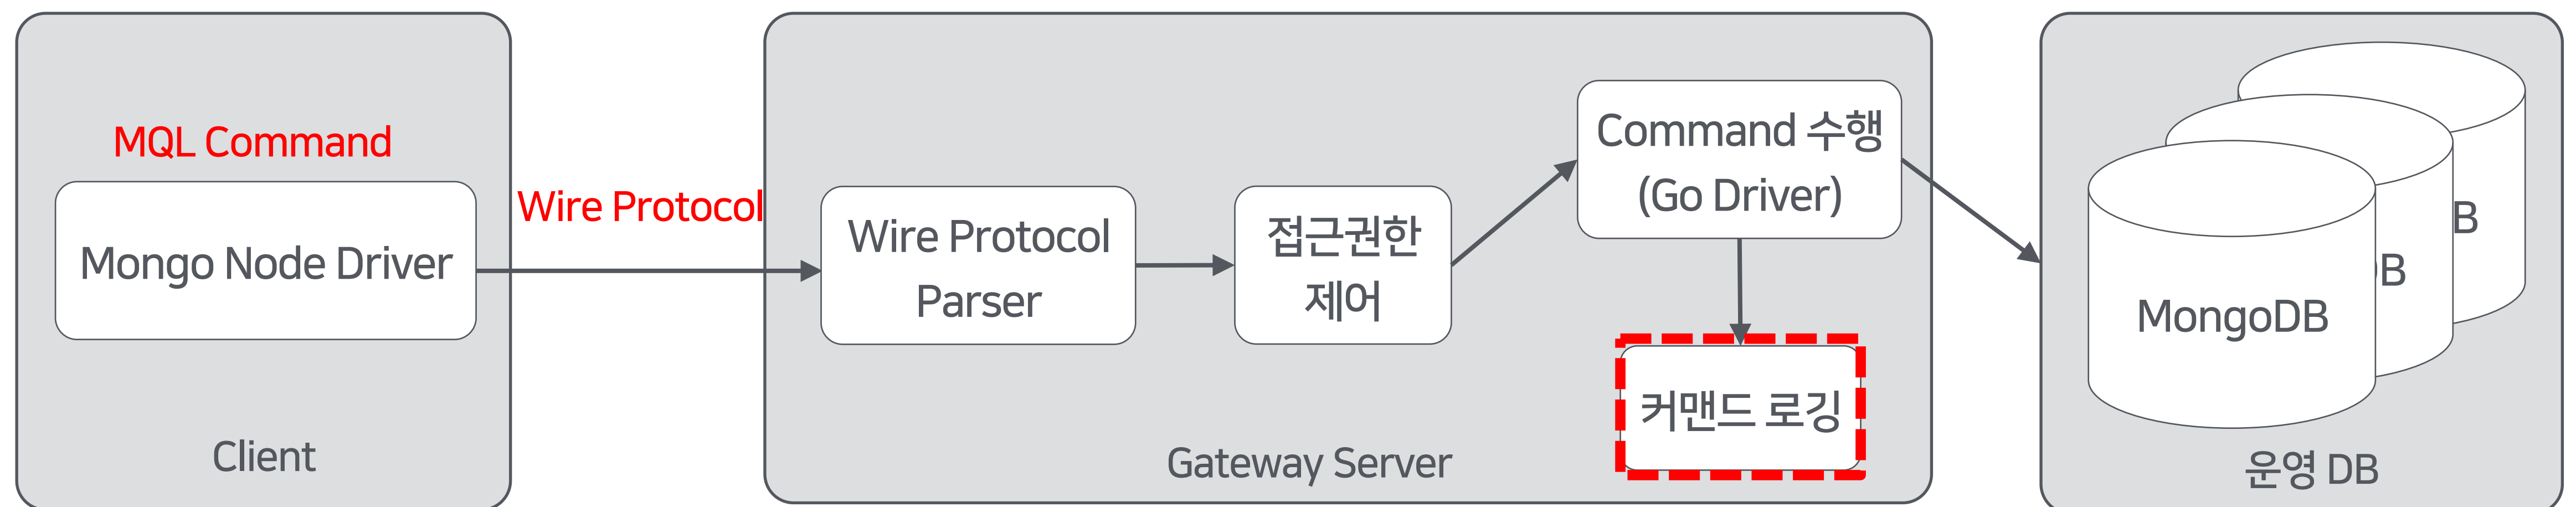 MQL Command
Mongo Node Driver
Client
Wire Protocol
Wire Protocol
Parser
접근권한
제어
Command 수행
(Go Driver)
커맨드 로깅
Gateway Server
B
B
MongoDB
운영 DB